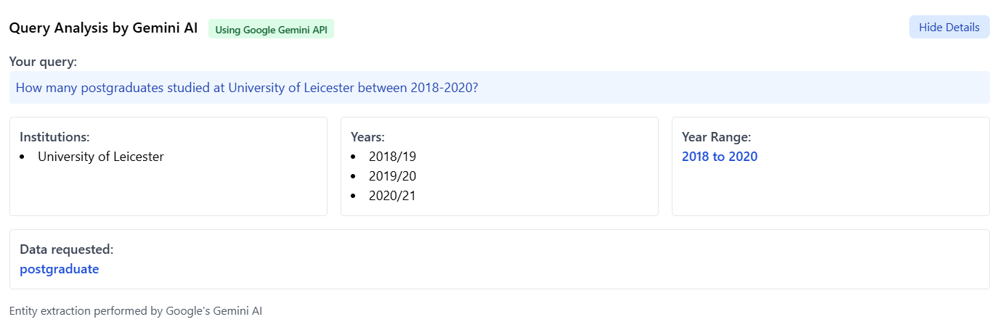 Query Analysis by Gemini AI
Using Google Gemini API
Hide Details
Your query:
How many postgraduates studied at University of Leicester between 2018-2020?
Institutions:
• University of Leicester
Years:
• 2018/19
• 2019/20
• 2020/21
Year Range:
2018 to 2020
Data requested:
postgraduate
Entity extraction performed by Google's Gemini AI